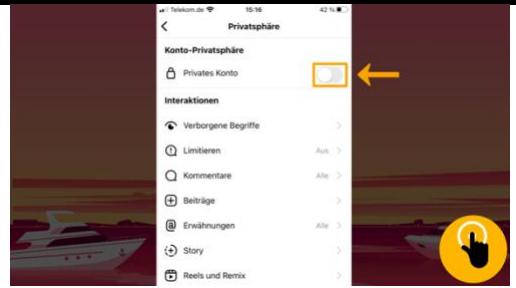 Telekom.de 15:16 42 %
Privatsphäre
Konto-Privatsphäre
Privates Konto
Interaktionen
Verborgene Begriffe
Limitieren Aus
Kommentare Alle
Beiträge
Erwähnungen Alle
Story
Reels und Remix